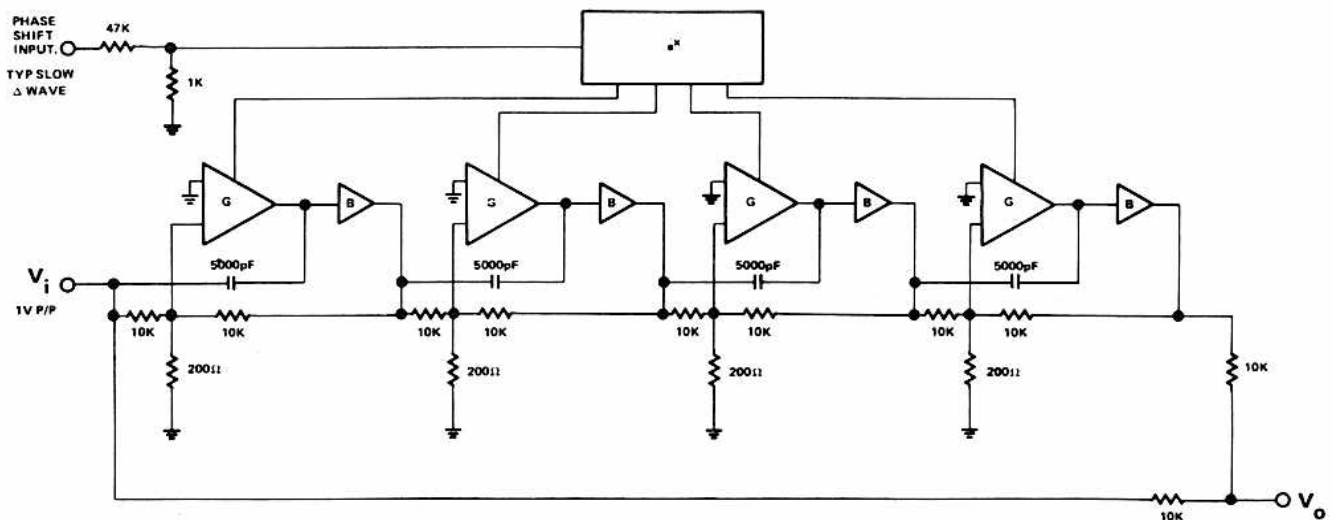 PHASE
SHIFT
INPUT.
47K
TYP SLOW
Δ WAVE
1K
eˣ
G
B
G
B
G
B
G
B
5000pF
5000pF
5000pF
5000pF
Vi
1V P/P
10K
10K
10K
10K
10K
10K
10K
10K
200Ω
200Ω
200Ω
200Ω
10K
10K
Vo